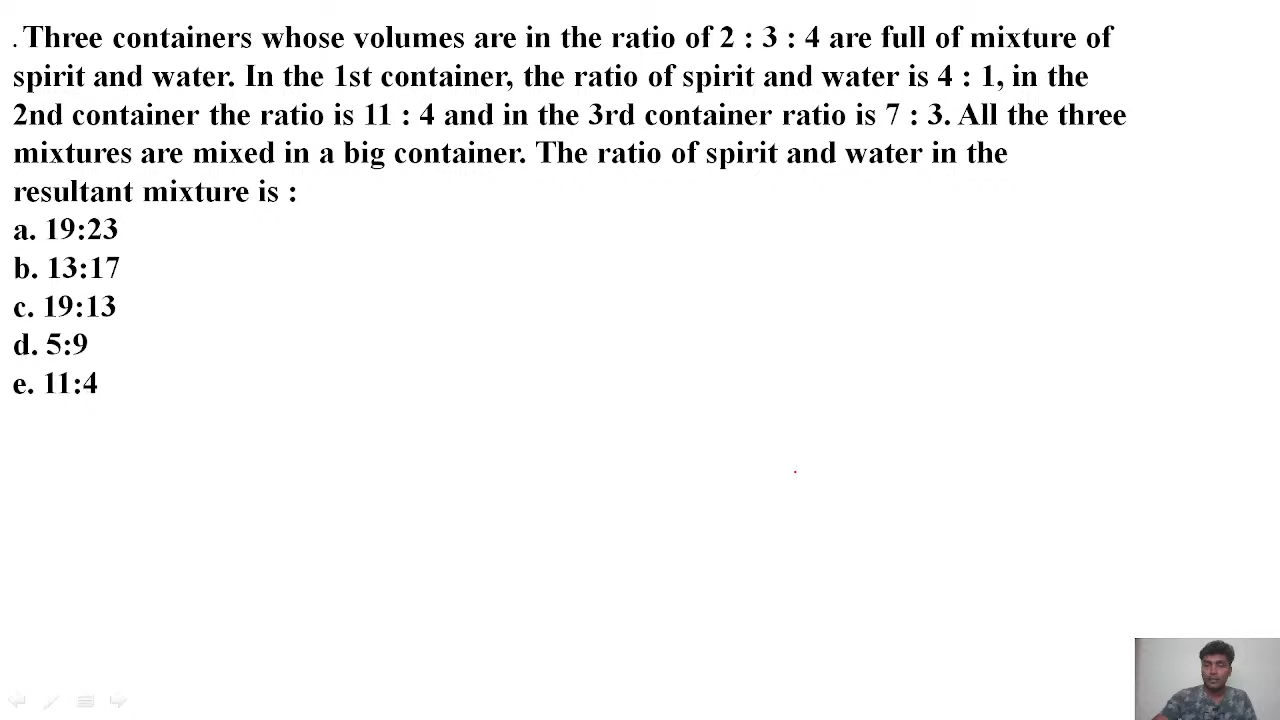 . Three containers whose volumes are in the ratio of 2 : 3 : 4 are full of mixture of
spirit and water. In the 1st container, the ratio of spirit and water is 4 : 1, in the
2nd container the ratio is 11 : 4 and in the 3rd container ratio is 7 : 3. All the three
mixtures are mixed in a big container. The ratio of spirit and water in the
resultant mixture is :
a. 19:23
b. 13:17
c. 19:13
d. 5:9
e. 11:4